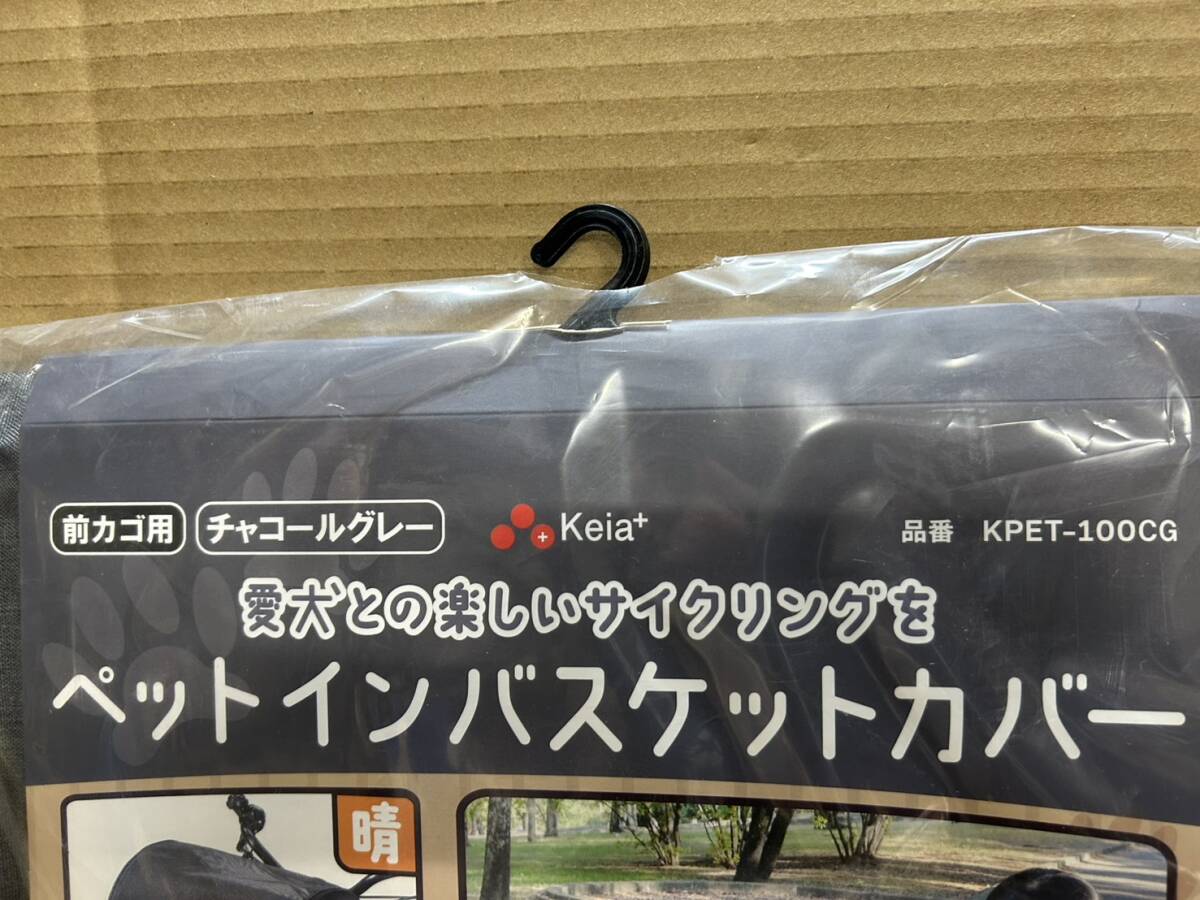 前カゴ用 チャコールグレー Keia+ 品番 KPET-100CG
愛犬との楽しいサイクリングを
ペットインバスケットカバー
晴